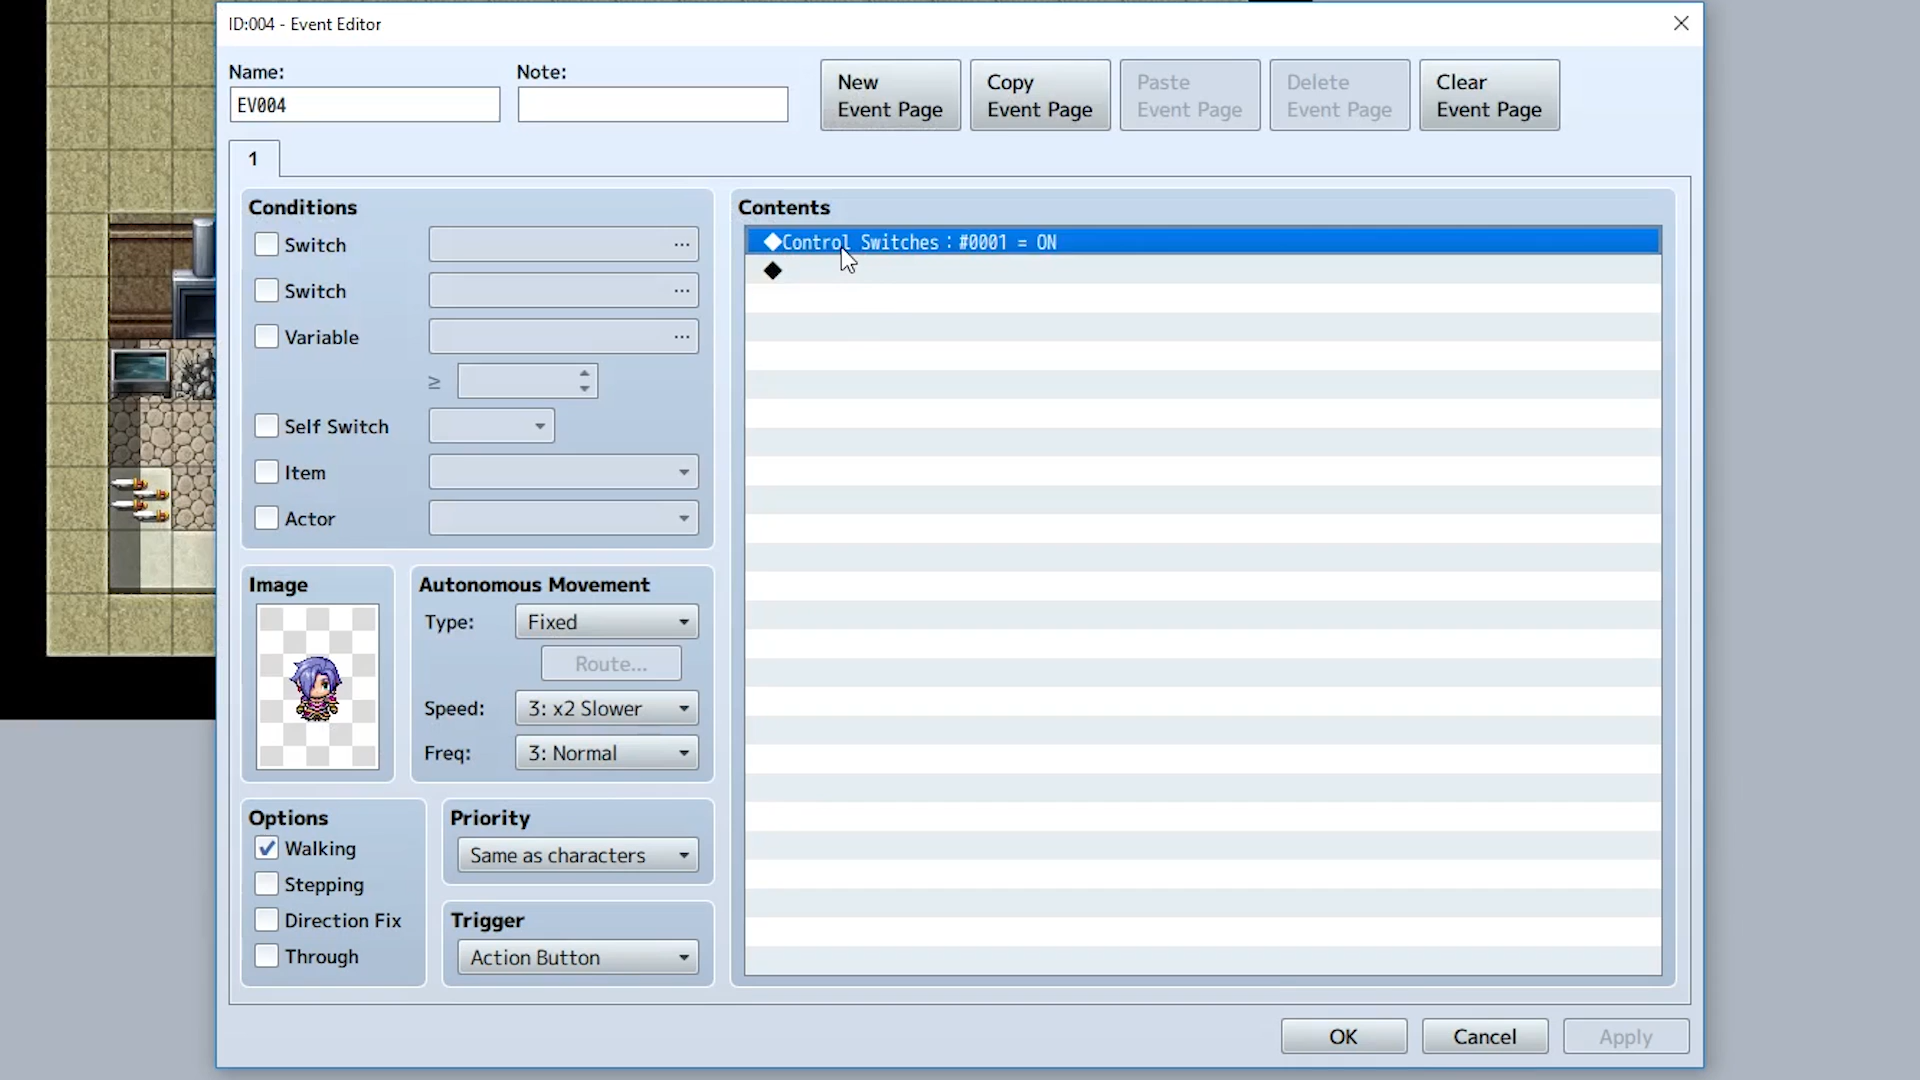 ID:004 - Event Editor
Name:
Note:
EV004
New
Event Page
Copy
Event Page
Paste
Event Page
Delete
Event Page
Clear
Event Page
1
Conditions
Switch
...
Switch
...
Variable
...
≥
Self Switch
Item
Actor
Image
Autonomous Movement
Type:
Fixed
Route...
Speed:
3: x2 Slower
Freq:
3: Normal
Options
Walking
Stepping
Direction Fix
Through
Priority
Same as characters
Trigger
Action Button
Contents
◆Control Switches：#0001 = ON
◆
OK
Cancel
Apply